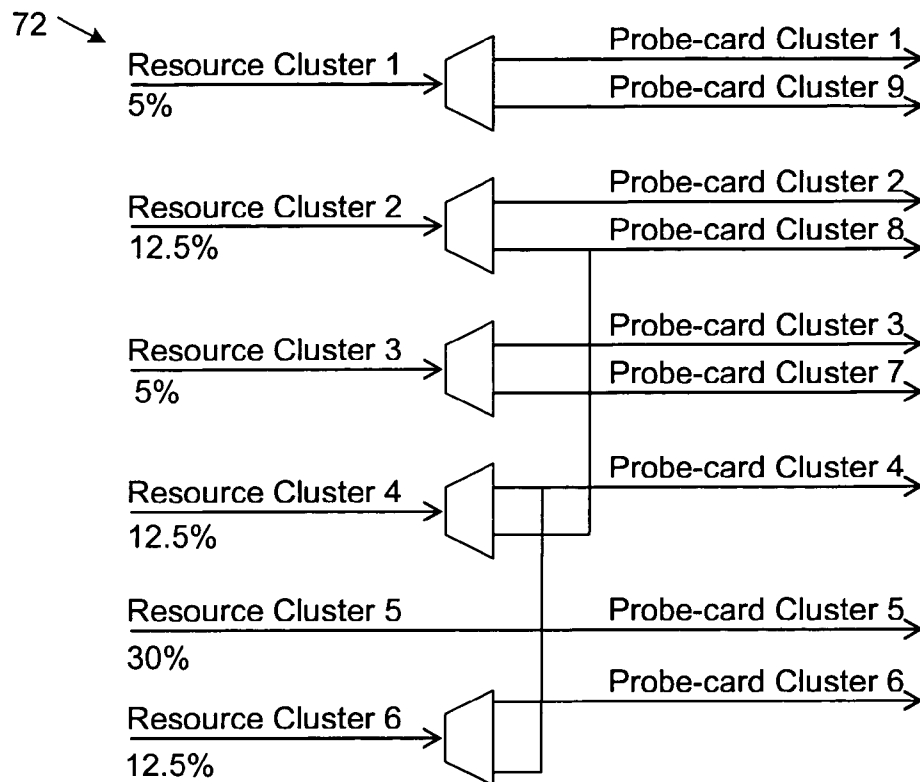 72
Resource Cluster 1
5%
Probe-card Cluster 1
Probe-card Cluster 9
Resource Cluster 2
12.5%
Probe-card Cluster 2
Probe-card Cluster 8
Resource Cluster 3
5%
Probe-card Cluster 3
Probe-card Cluster 7
Resource Cluster 4
12.5%
Probe-card Cluster 4
Resource Cluster 5
30%
Probe-card Cluster 5
Resource Cluster 6
12.5%
Probe-card Cluster 6